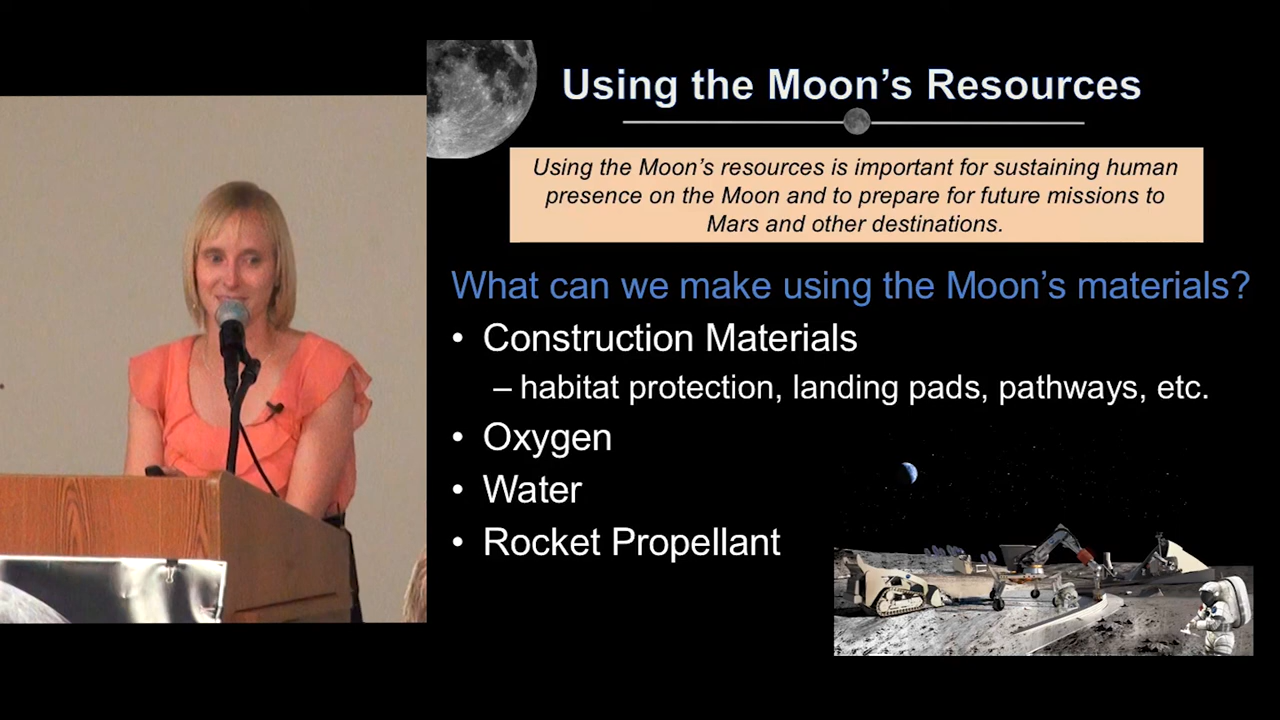 Using the Moon’s Resources
Using the Moon’s resources is important for sustaining human
presence on the Moon and to prepare for future missions to
Mars and other destinations.
What can we make using the Moon’s materials?
• Construction Materials
– habitat protection, landing pads, pathways, etc.
• Oxygen
• Water
• Rocket Propellant